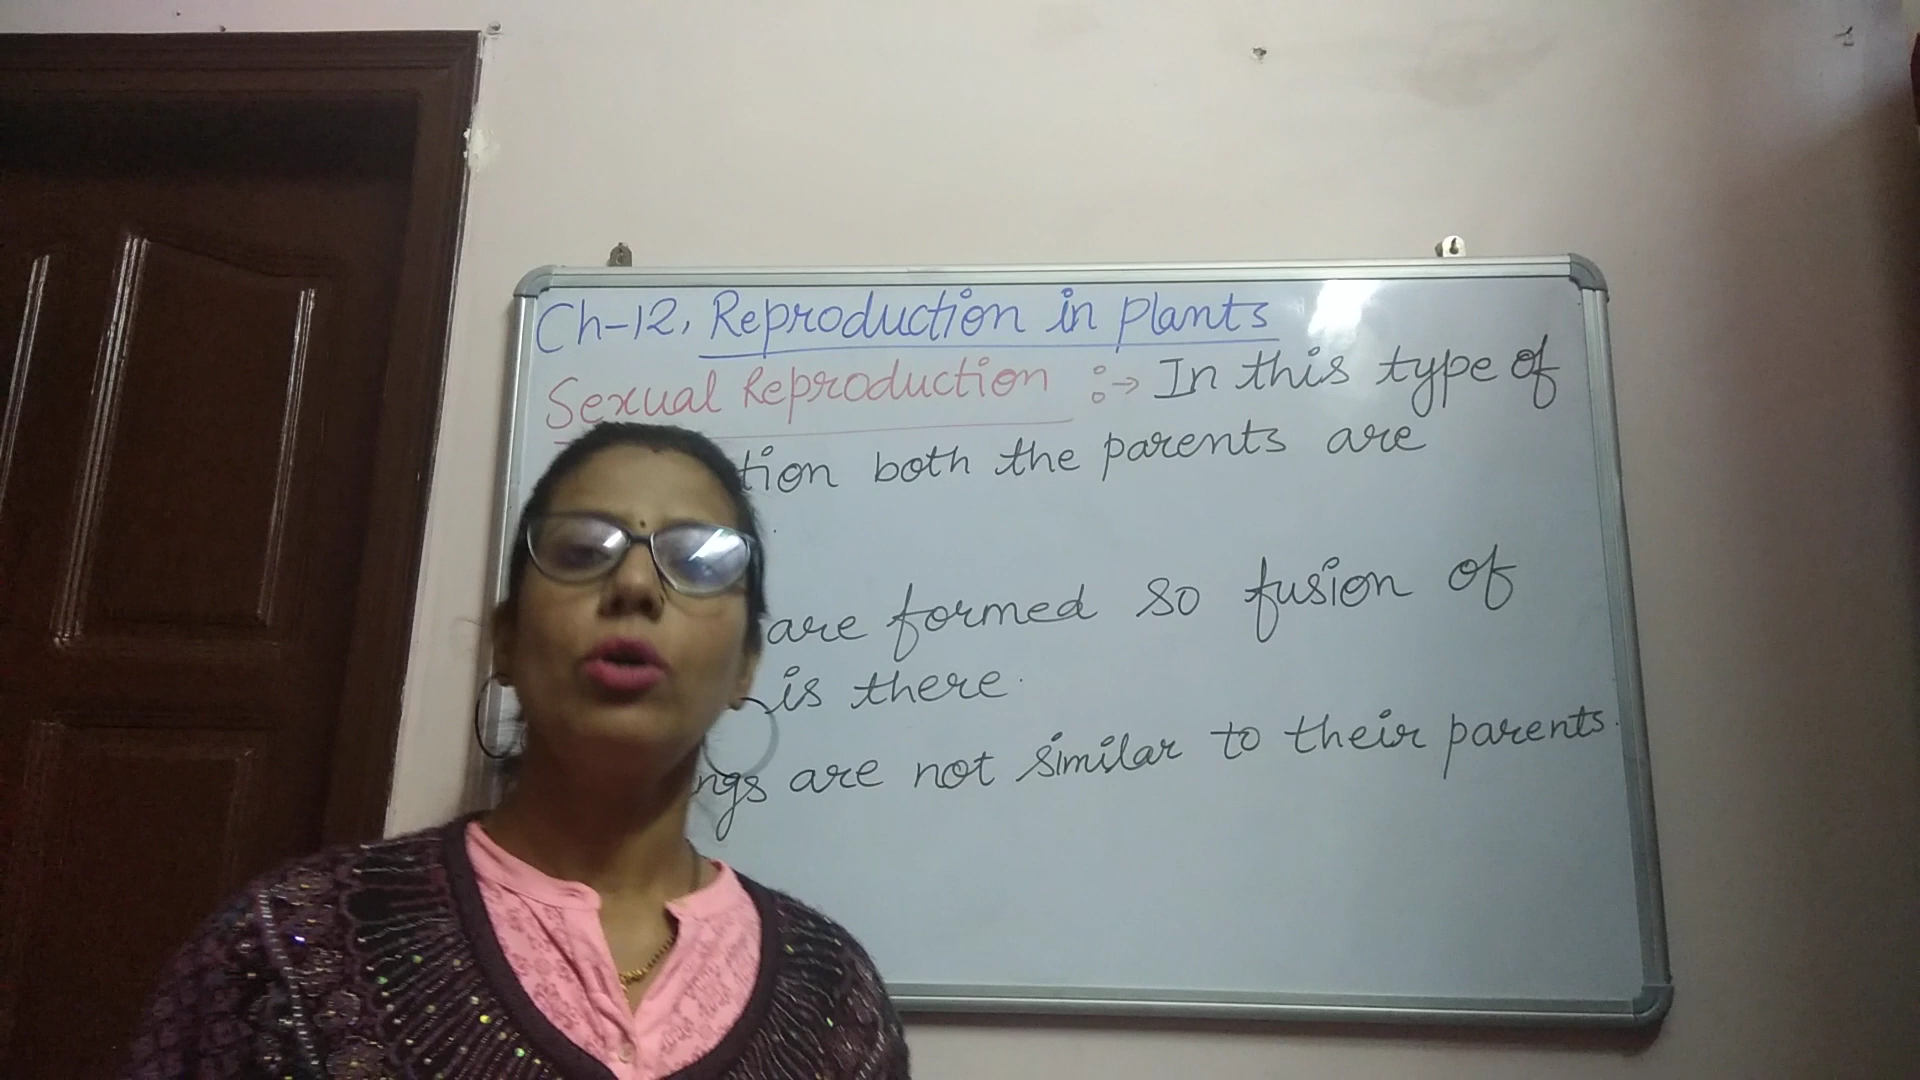 Ch-12, Reproduction in plants
Sexual Reproduction :→ In this type of
tion both the parents are
are formed so fusion of
is there.
ngs are not similar to their parents.